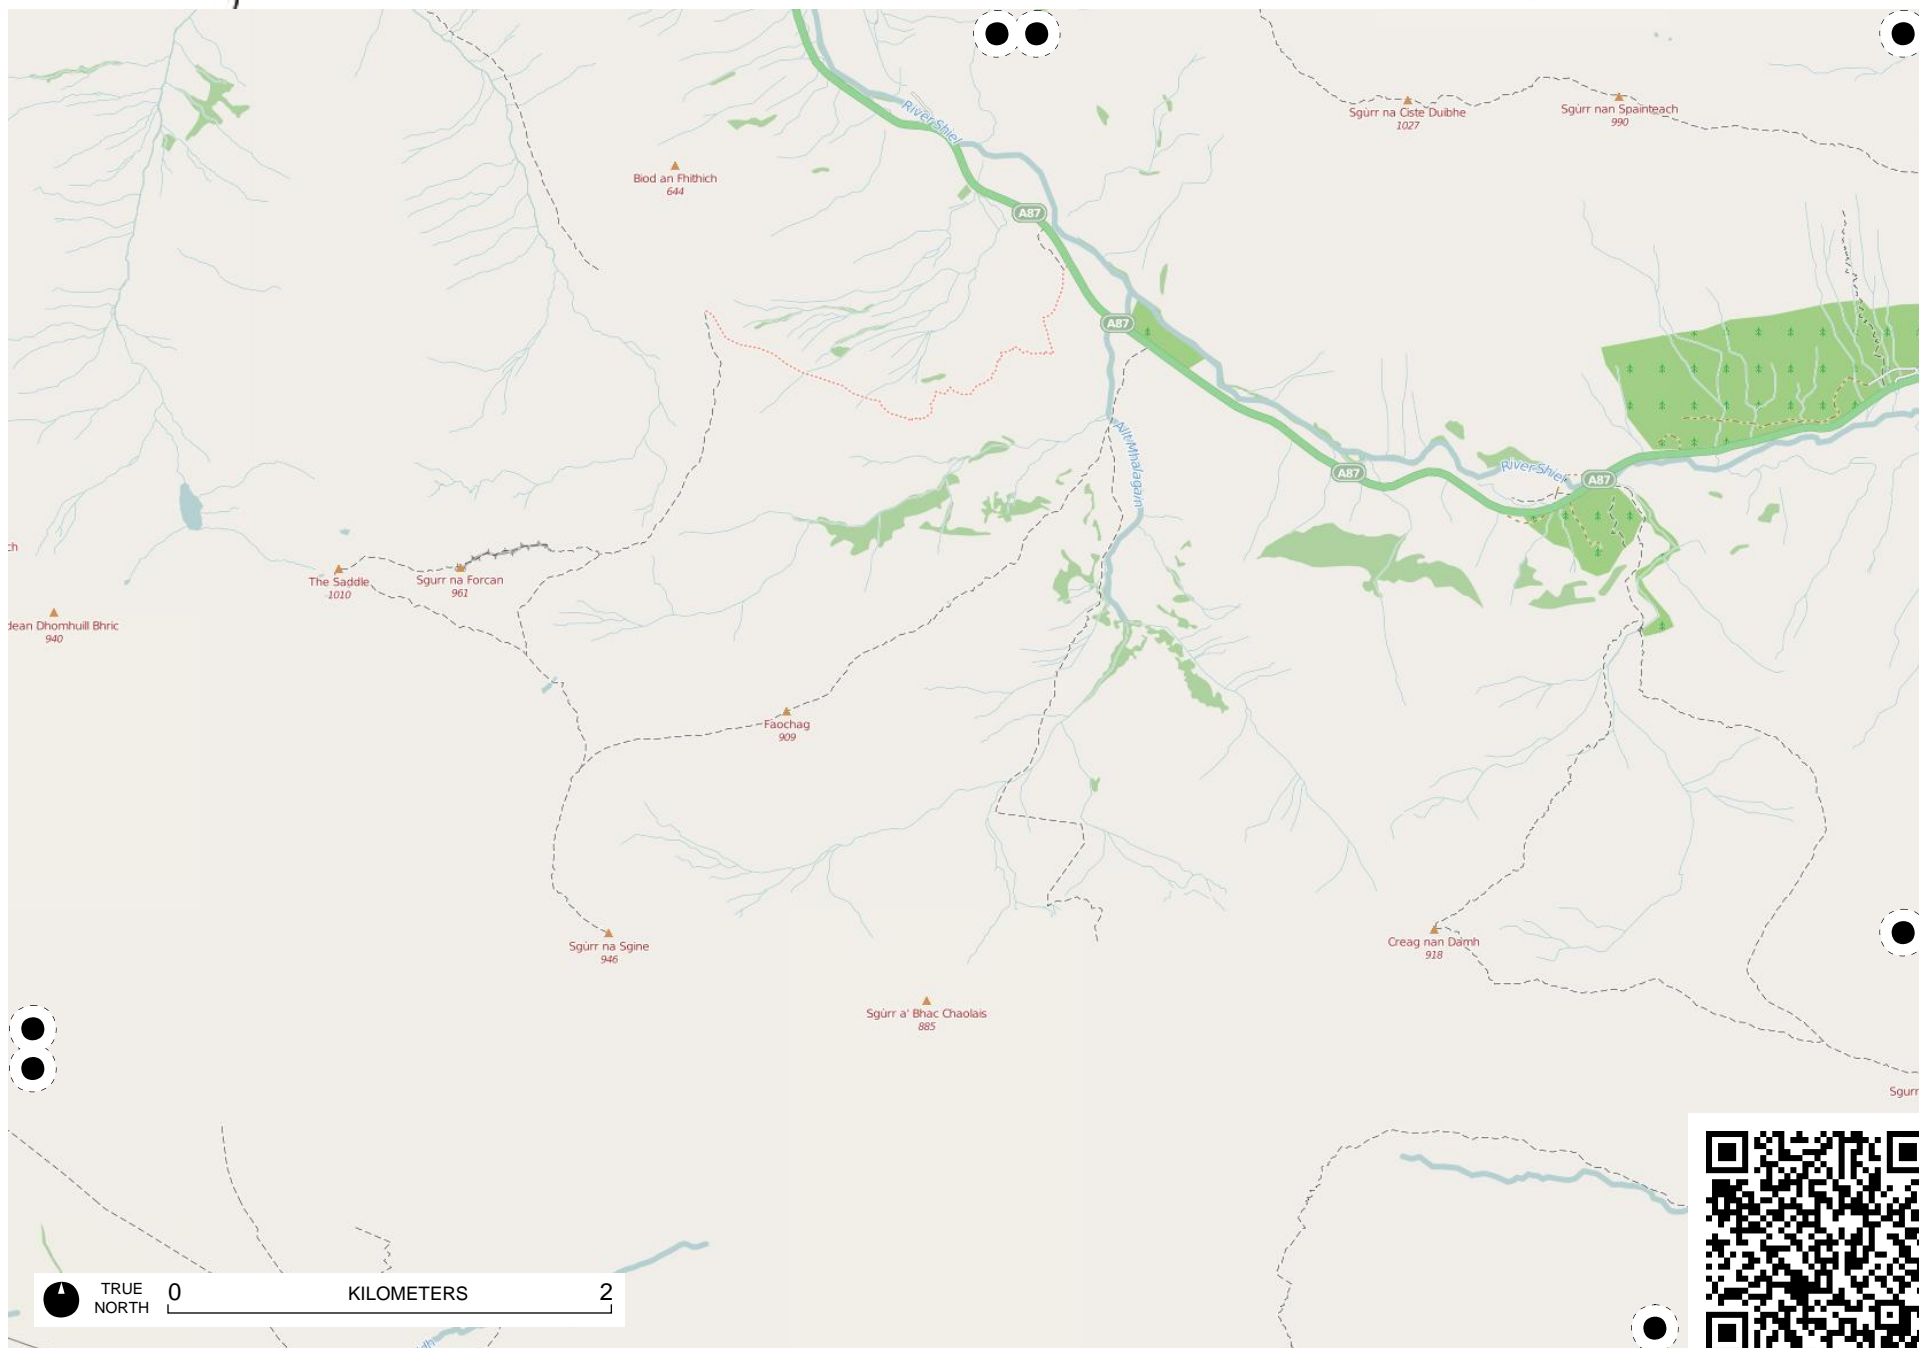 River Shiel
Sgùrr na Ciste Duibhe
1027
Sgùrr nan Spainteach
990
Biod an Fhithich
644
A87
A87
Allt Mhalagain
A87
River Shiel
A87
The Saddle
1010
Sgurr na Forcan
961
dean Dhomhuill Bhric
940
Faochag
909
Sgùrr na Sgine
946
Creag nan Dàmh
918
Sgùrr a' Bhac Chaolais
885
Sgurr
TRUE
NORTH
0 KILOMETERS 2